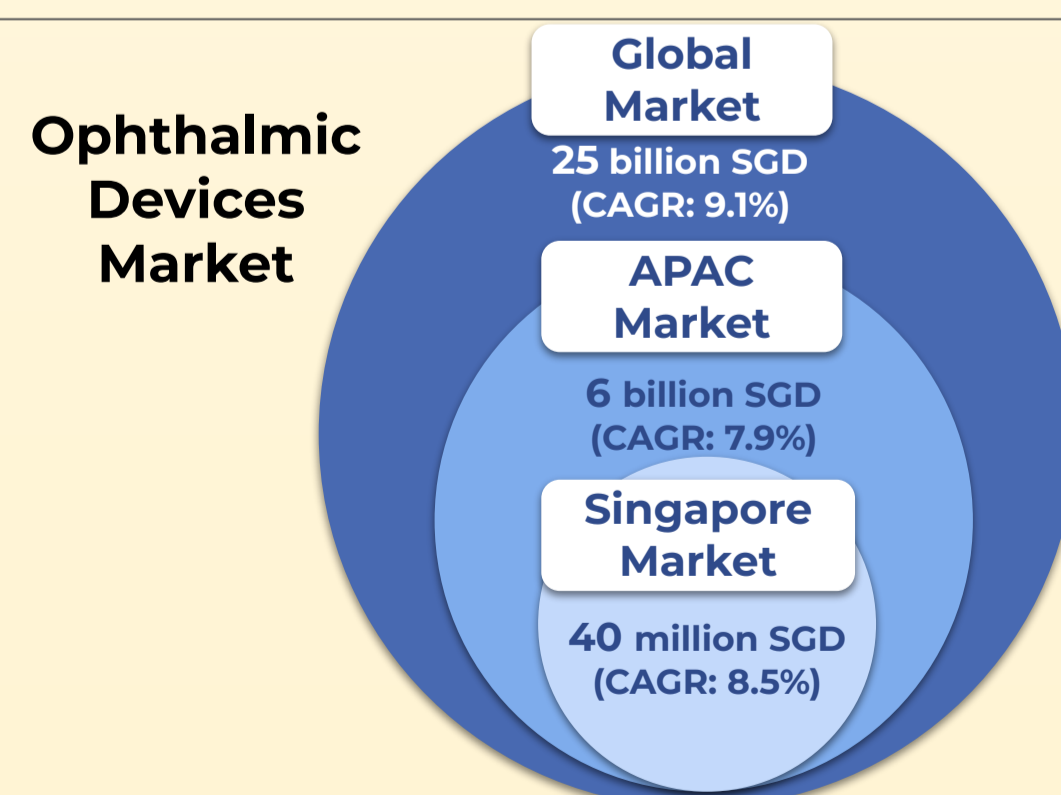 Ophthalmic
Devices
Market
Global
Market
25 billion SGD
(CAGR: 9.1%)
APAC
Market
6 billion SGD
(CAGR: 7.9%)
Singapore
Market
40 million SGD
(CAGR: 8.5%)